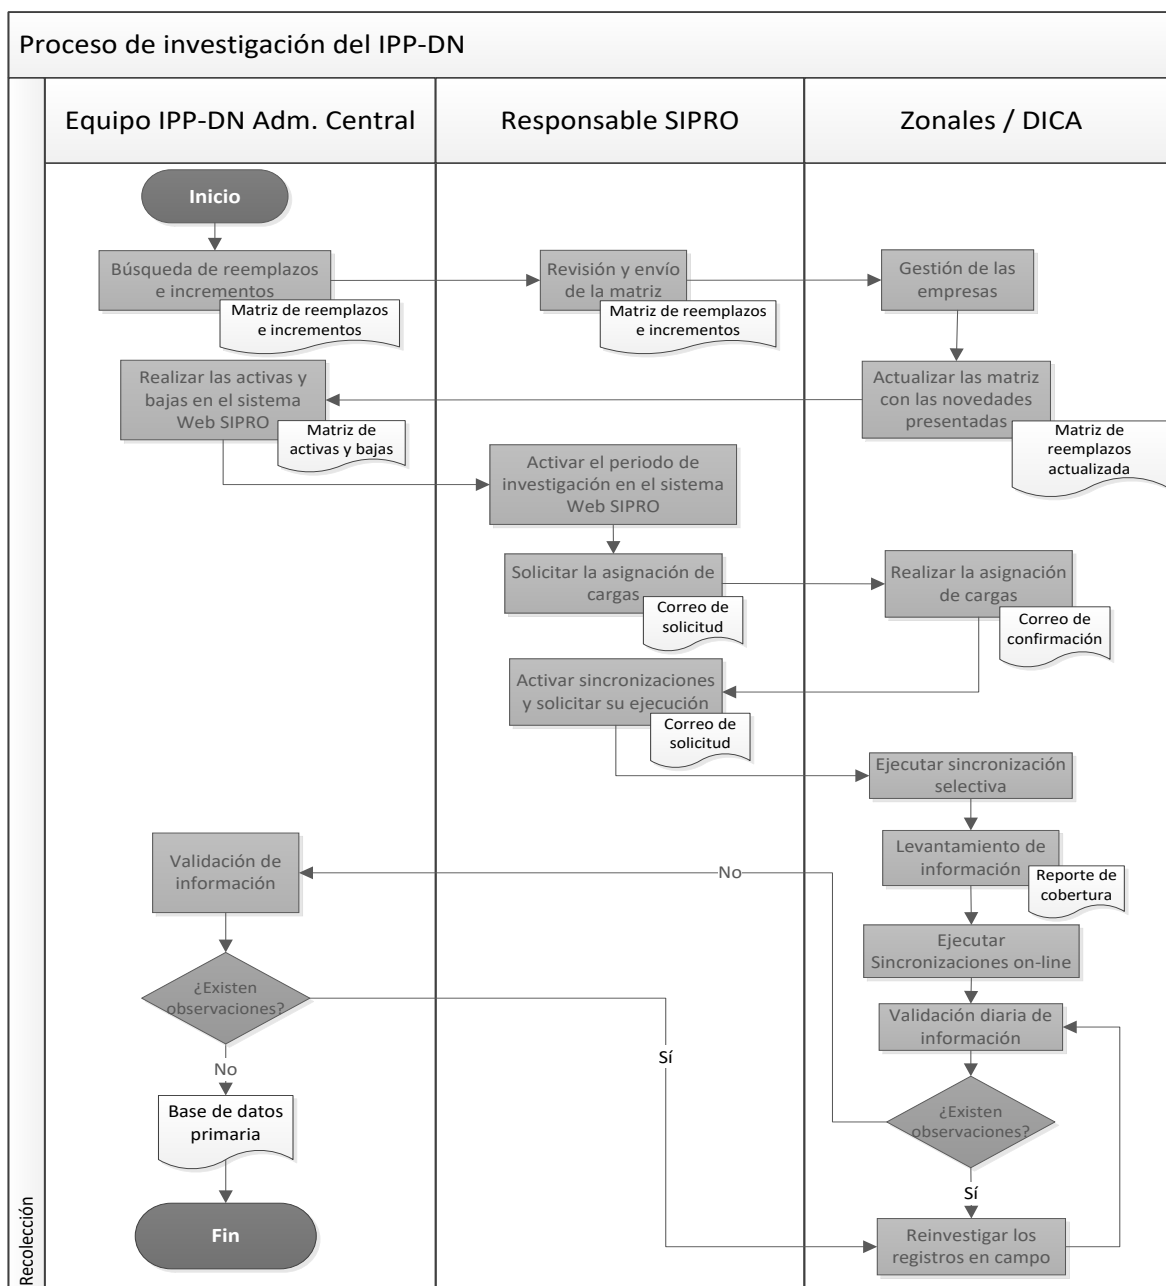 Proceso de investigación del IPP-DN
Equipo IPP-DN Adm. Central
Responsable SIPRO
Zonales / DICA
Inicio
Búsqueda de reemplazos
e incrementos
Matriz de reemplazos
e incrementos
Revisión y envío
de la matriz
Matriz de reemplazos
e incrementos
Gestión de las
empresas
Realizar las activas y
bajas en el sistema
Web SIPRO
Matriz de
activas y bajas
Actualizar las matriz
con las novedades
presentadas
Matriz de
reemplazos
actualizada
Activar el periodo de
investigación en el sistema
Web SIPRO
Solicitar la asignación de
cargas
Correo de
solicitud
Realizar la asignación
de cargas
Correo de
confirmación
Activar sincronizaciones
y solicitar su ejecución
Correo de
solicitud
Ejecutar sincronización
selectiva
Levantamiento de
información
Reporte de
cobertura
No
Validación de
información
Ejecutar
Sincronizaciones on-line
¿Existen
observaciones?
Validación diaria de
información
Sí
No
Base de datos
primaria
¿Existen
observaciones?
Sí
Fin
Reinvestigar los
registros en campo
Recolección